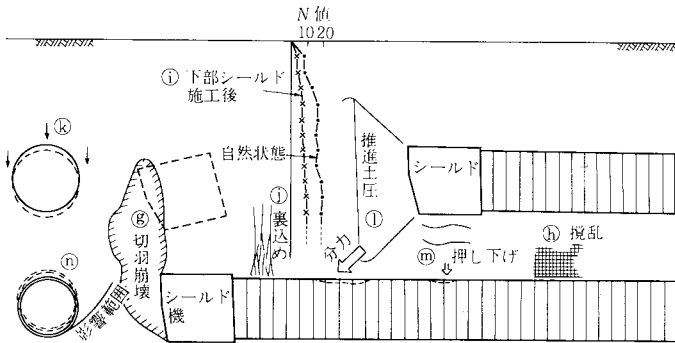 N 値
10 20
ⓘ 下部シールド
施工後
自然状態
推進土圧
シールド
ⓚ
ⓖ 切羽崩壊
ⓙ 裏込め
ⓛ
分力
ⓜ 押し下げ
ⓗ 撹乱
ⓝ
影響範囲
シールド
機